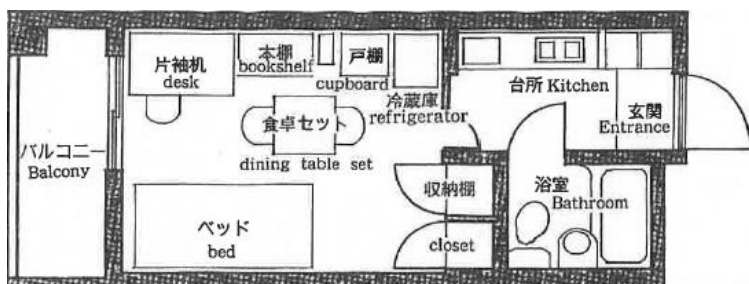 片袖机
desk
本棚
bookshelf
戸棚
cupboard
冷蔵庫
refrigerator
台所 Kitchen
玄関
Entrance
バルコニー
Balcony
食卓セット
dining table set
収納棚
浴室
Bathroom
ベッド
bed
closet